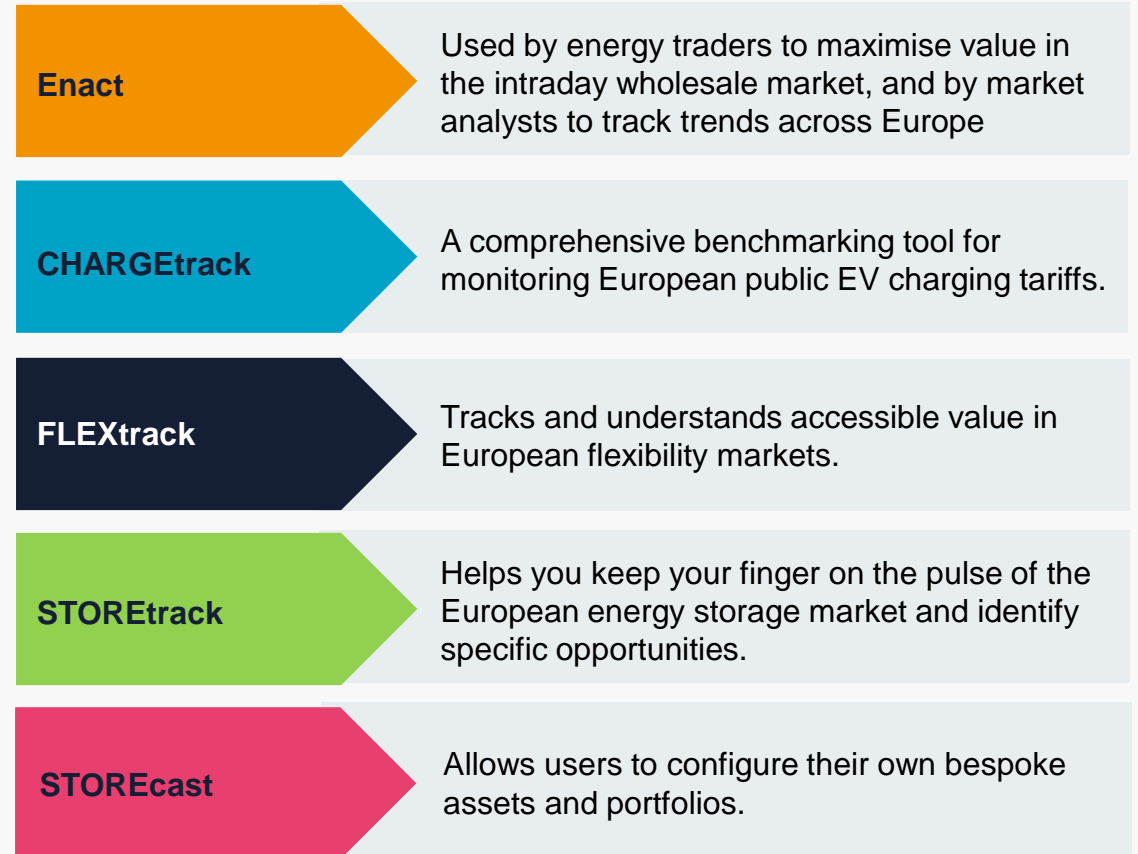 Enact
Used by energy traders to maximise value in
the intraday wholesale market, and by market
analysts to track trends across Europe
CHARGEtrack
A comprehensive benchmarking tool for
monitoring European public EV charging tariffs.
FLEXtrack
Tracks and understands accessible value in
European flexibility markets.
STOREtrack
Helps you keep your finger on the pulse of the
European energy storage market and identify
specific opportunities.
STOREcast
Allows users to configure their own bespoke
assets and portfolios.